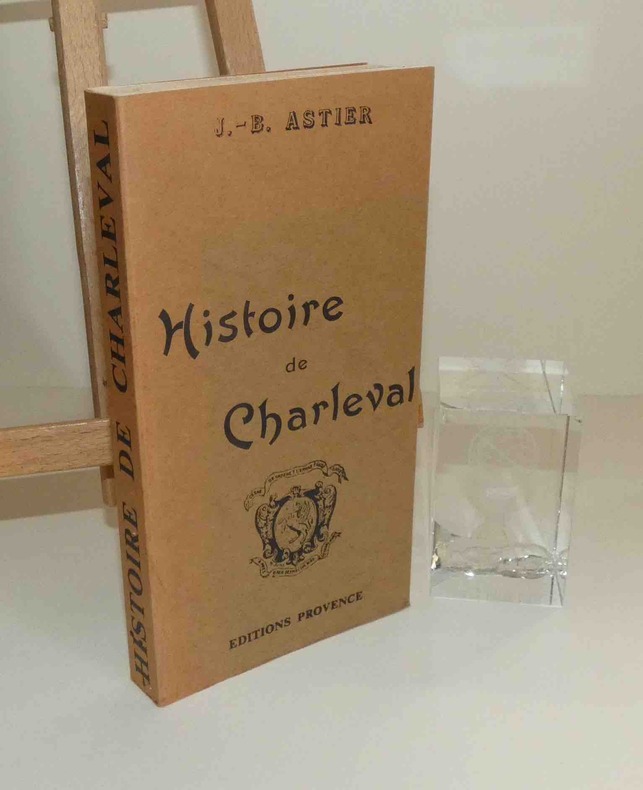 HISTOIRE DE CHARLEVAL
J.-B. ASTIER
Histoire
de
Charleval
EDITIONS PROVENCE